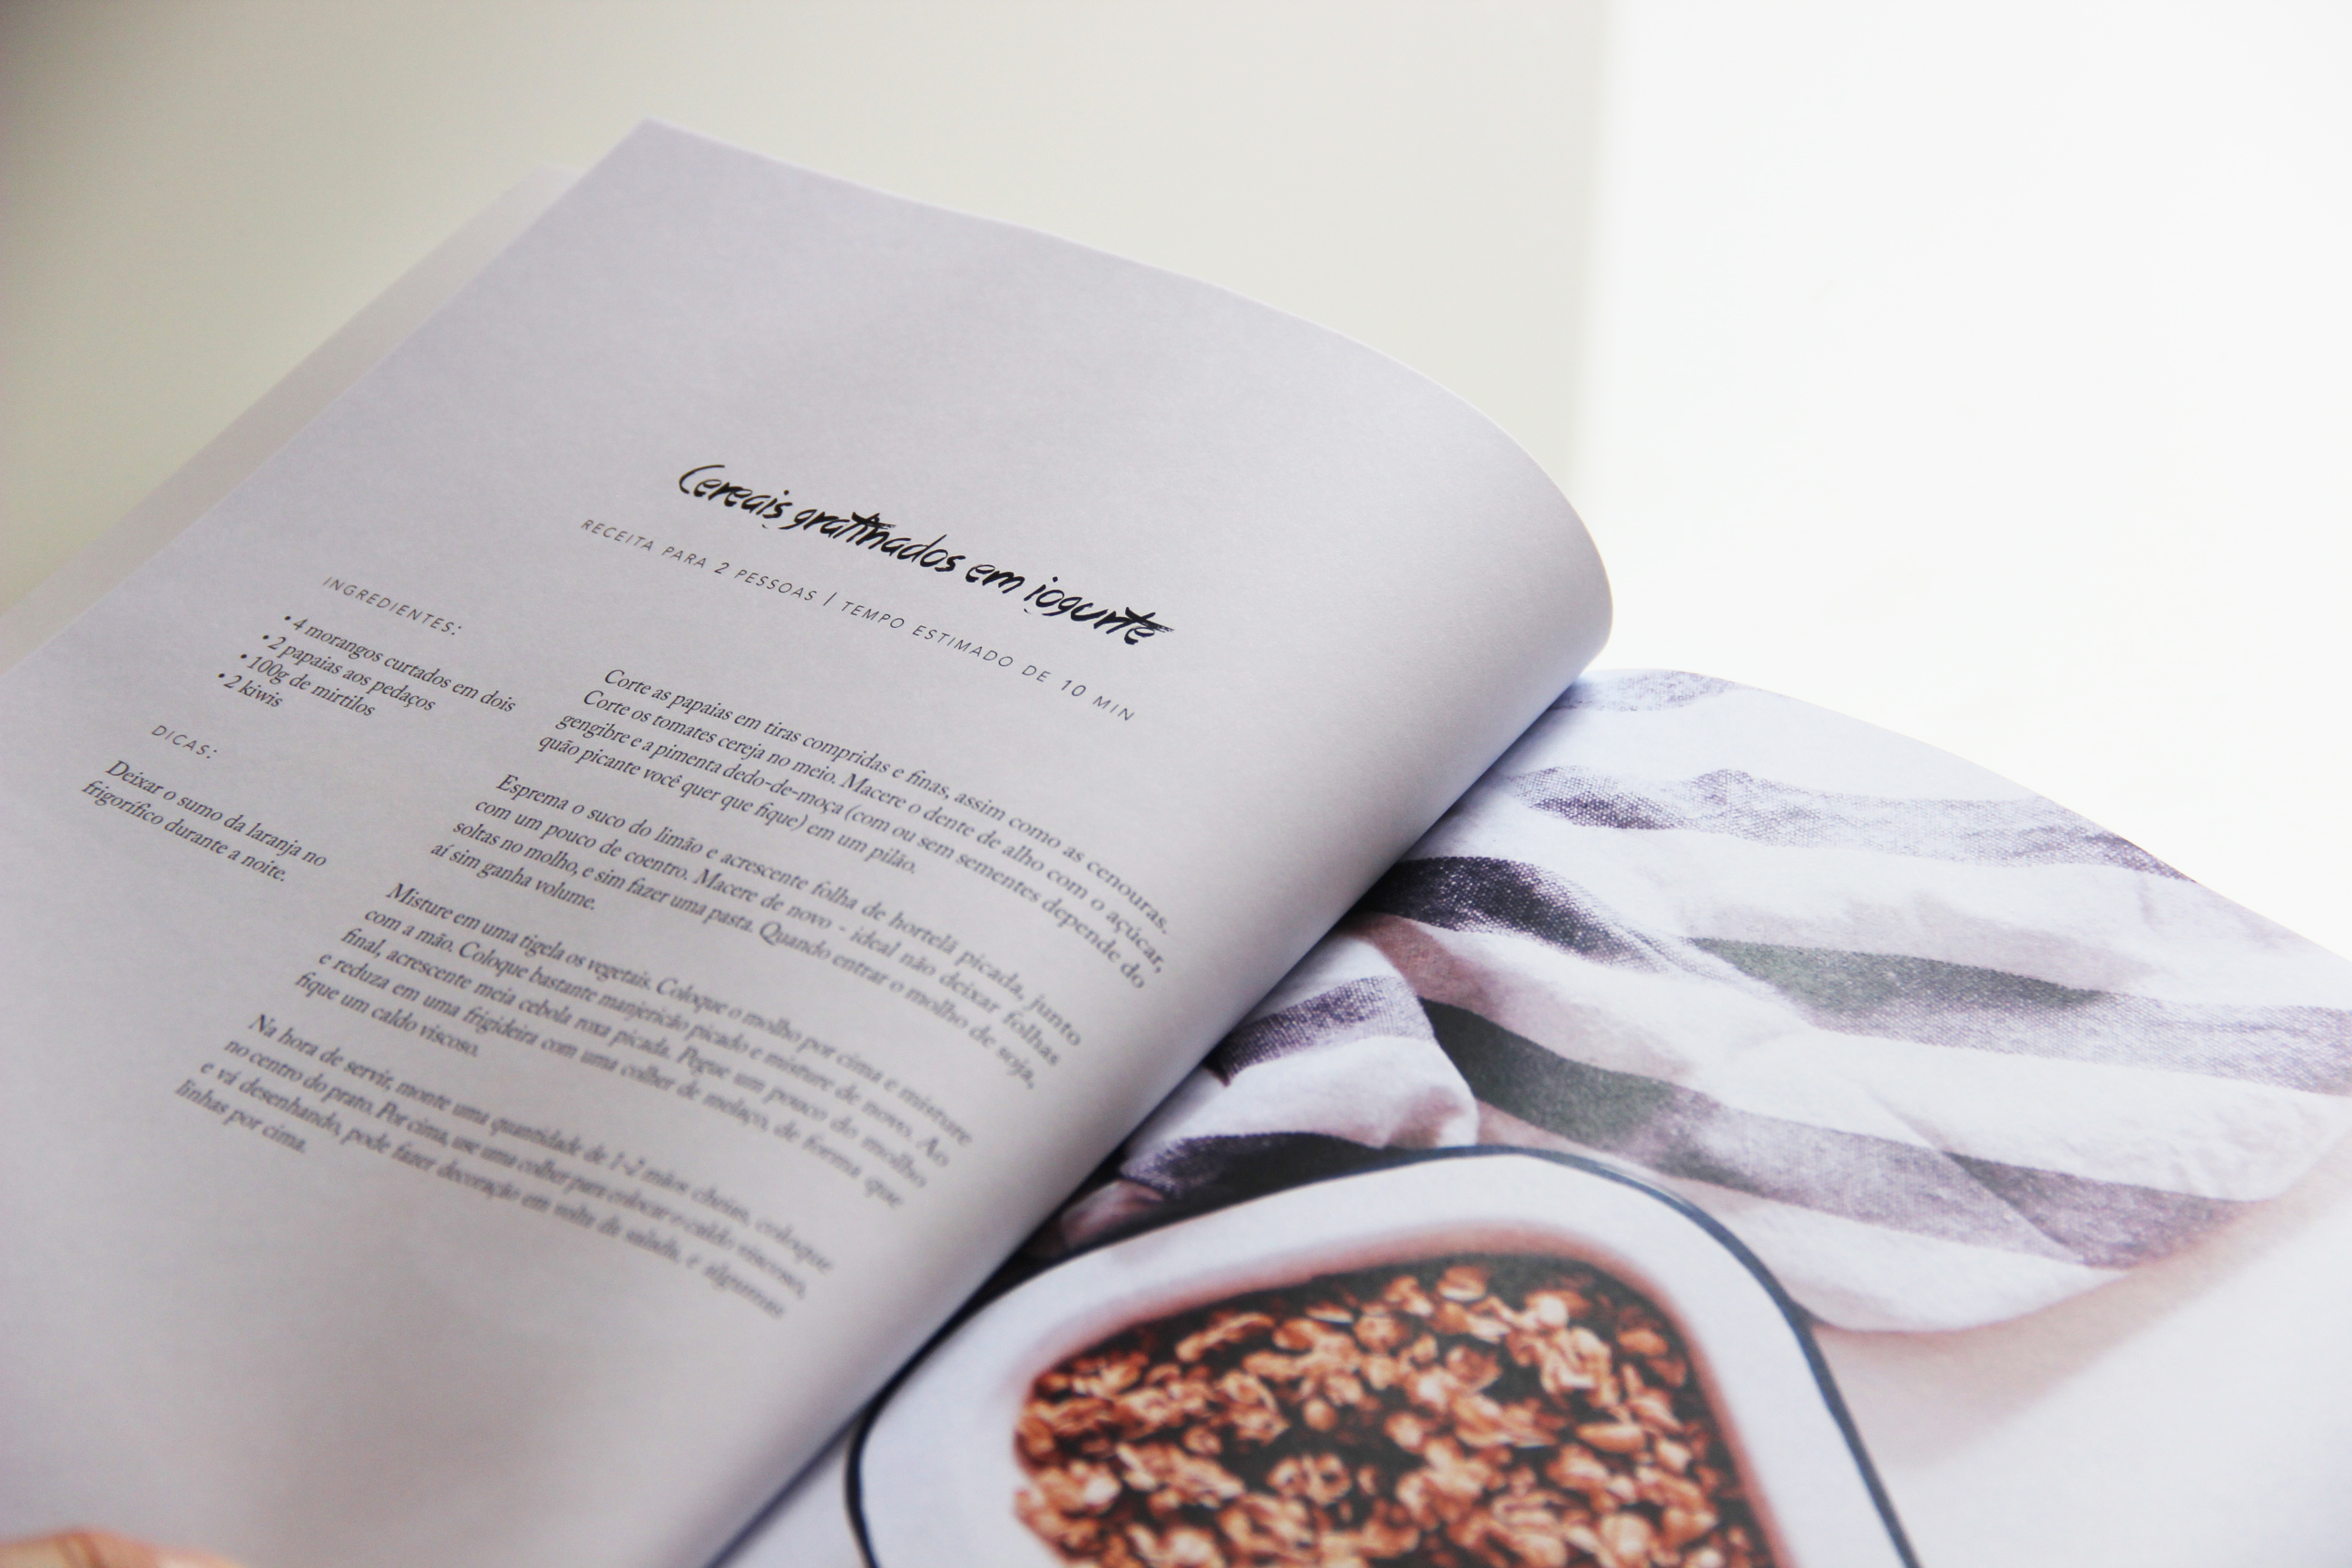 Cereais gratinados em iogurte
RECEITA PARA 2 PESSOAS | TEMPO ESTIMADO DE 10 MIN
INGREDIENTES:
• 4 morangos curtados em dois
• 2 papaias aos pedaços
• 100g de mirtilos
• 2 kiwis
DICAS:
Deixar o sumo da laranja no
frigorífico durante a noite.
Corte as papaias em tiras compridas e finas, assim como as cenouras.
Corte os tomates cereja no meio. Macere o dente de alho com o açúcar,
gengibre e a pimenta dedo-de-moça (com ou sem sementes depende do
quão picante você quer que fique) em um pilão.
Esprema o suco do limão e acrescente folha de hortelã picada, junto
com um pouco de coentro. Macere de novo - ideal não deixar folhas
soltas no molho, e sim fazer uma pasta. Quando entrar o molho de soja,
aí sim ganha volume.
Misture em uma tigela os vegetais. Coloque o molho por cima e misture
com a mão. Coloque bastante manjericão picado e misture de novo. Ao
final, acrescente meia cebola roxa picada. Pegue um pouco do molho
e reduza em uma frigideira com uma colher de melaço, de forma que
fique um caldo viscoso.
Na hora de servir, monte uma quantidade de 1-2 mãos cheias, coloque
no centro do prato. Por cima, use uma colher para colocar o caldo viscoso,
e vá desenhando, pode fazer decoração em volta da salada, e algumas
linhas por cima.